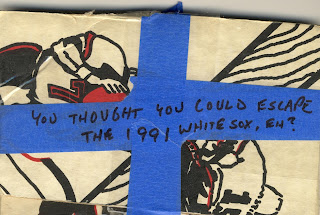 YOU THOUGHT YOU COULD ESCAPE
THE 1991 WHITE SOX, EH?